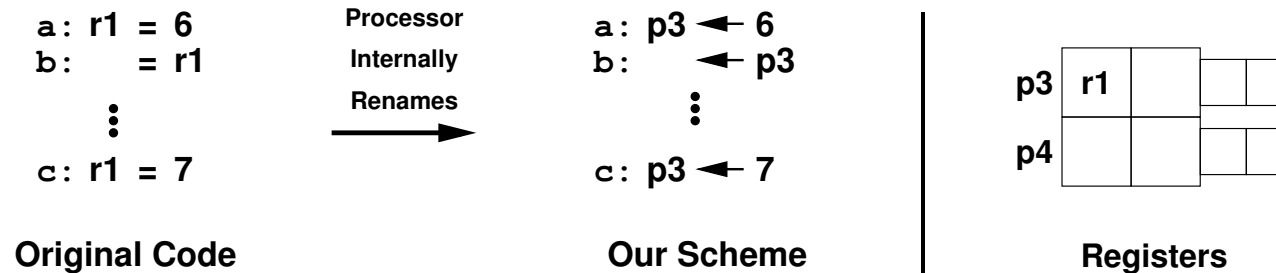 a: r1 = 6
b: = r1
c: r1 = 7
Original Code
Processor
Internally
Renames
a: p3 ← 6
b: ← p3
c: p3 ← 7
Our Scheme
p3 r1
p4
Registers